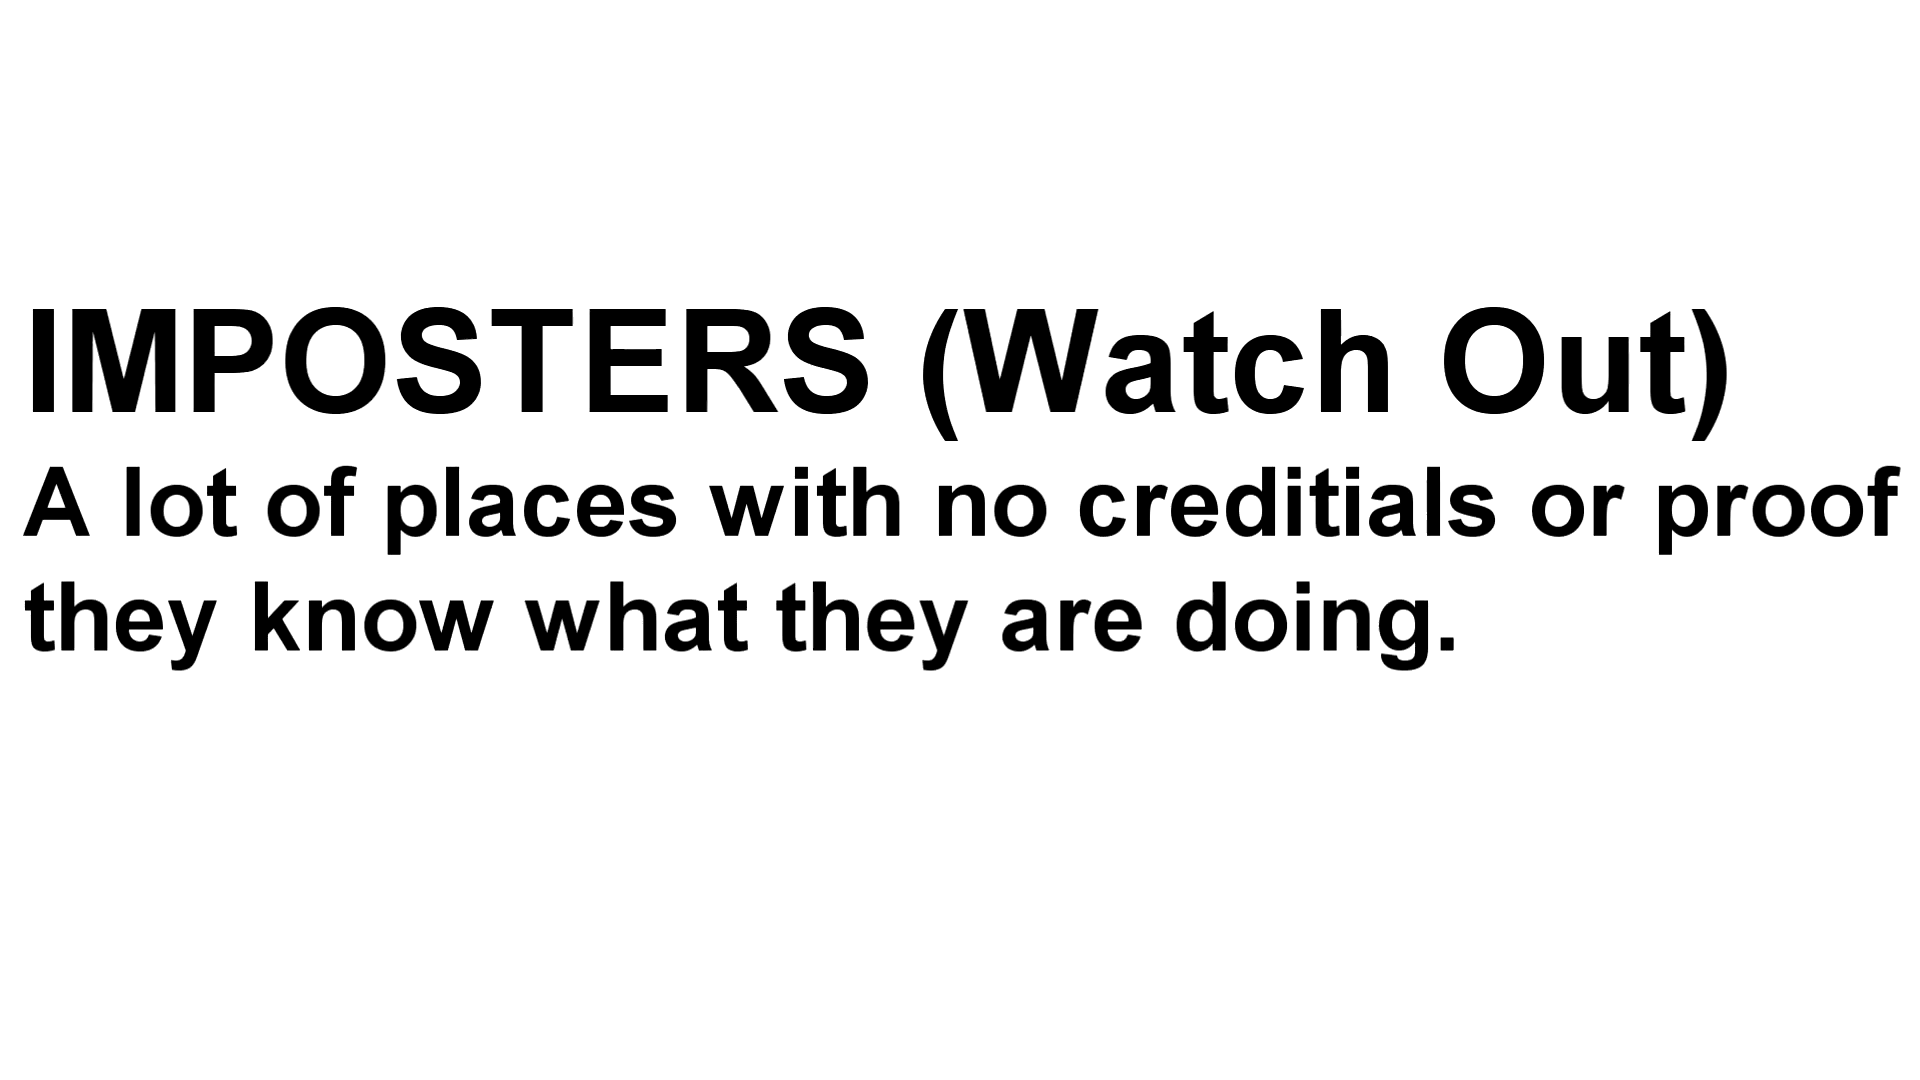 IMPOSTERS (Watch Out)
A lot of places with no creditials or proof
they know what they are doing.